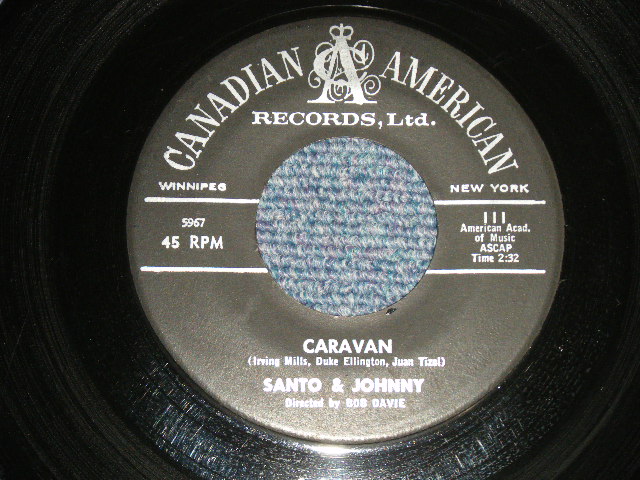 CANADIAN AMERICAN
RECORDS, Ltd.
WINNIPEG
NEW YORK
5967
45 RPM
111
American Acad.
of Music
ASCAP
Time 2:32
CARAVAN
(Irving Mills, Duke Ellington, Juan Tizol)
SANTO & JOHNNY
Directed by BOB DAVIE